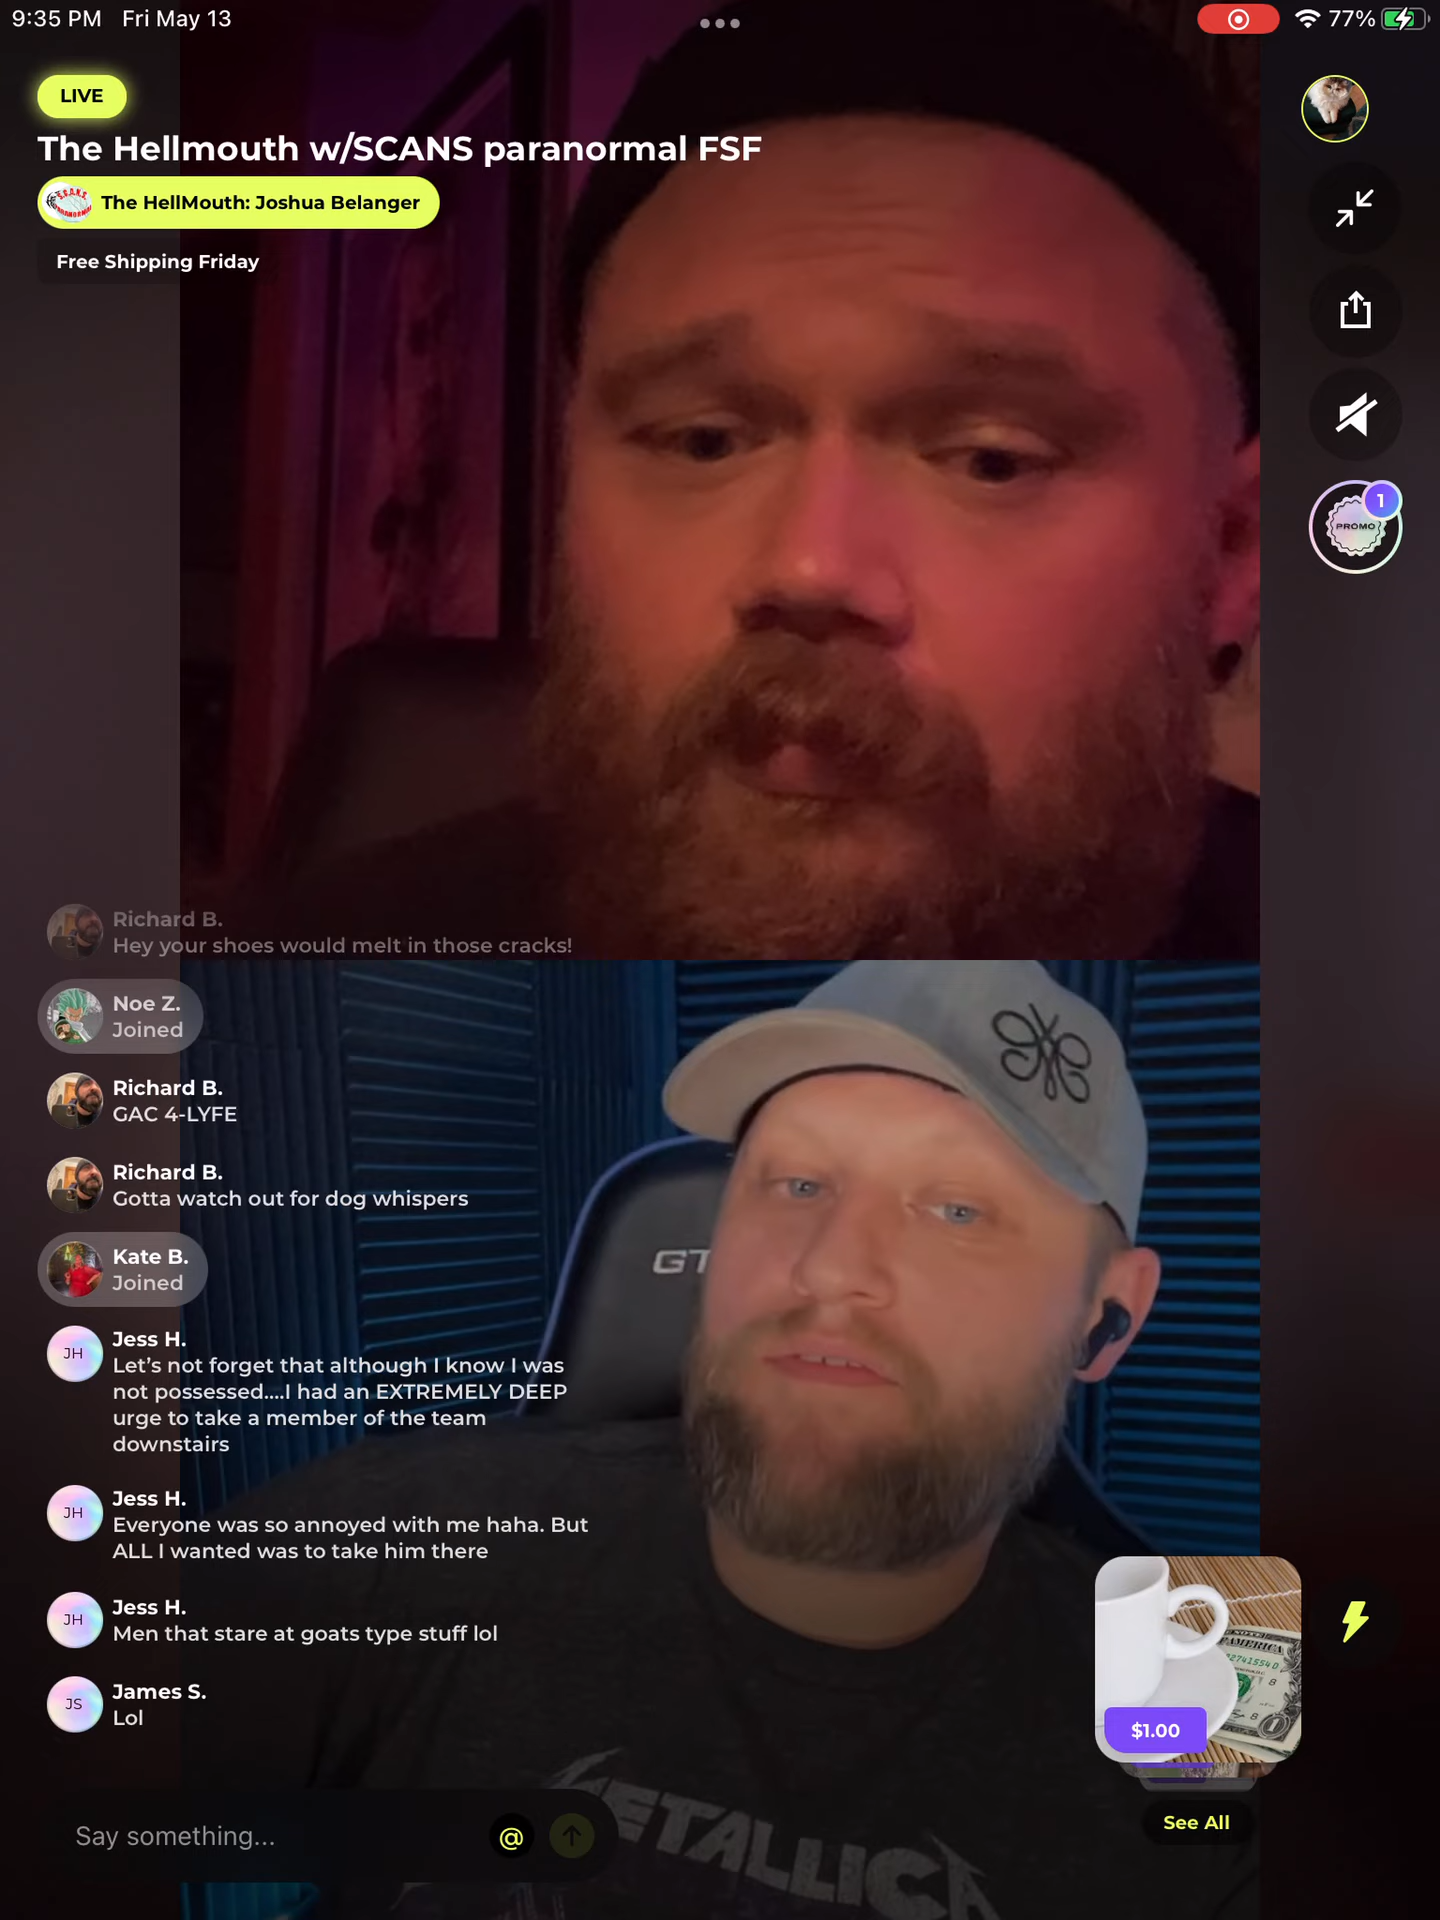 9:35 PM Fri May 13
77%
LIVE
The Hellmouth w/SCANS paranormal FSF
The HellMouth: Joshua Belanger
Free Shipping Friday
1
PROMO
Richard B.
Hey your shoes would melt in those cracks!
Noe Z.
Joined
Richard B.
GAC 4-LYFE
Richard B.
Gotta watch out for dog whispers
Kate B.
Joined
GT
JH
Jess H.
Let's not forget that although I know I was
not possessed....I had an EXTREMELY DEEP
urge to take a member of the team
downstairs
JH
Jess H.
Everyone was so annoyed with me haha. But
ALL I wanted was to take him there
JH
Jess H.
Men that stare at goats type stuff lol
JS
James S.
Lol
AMERICA
$1.00
See All
Say something...
@
METALLICA